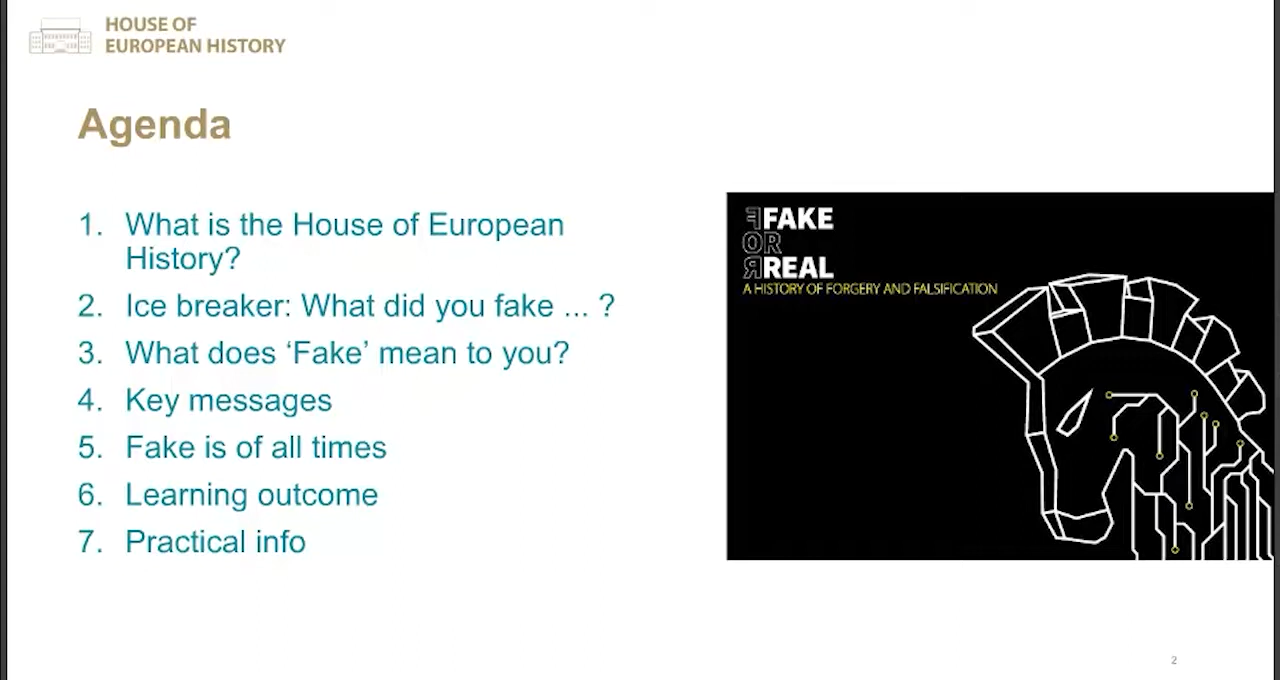 HOUSE OF
EUROPEAN HISTORY
Agenda
1. What is the House of European
History?
2. Ice breaker: What did you fake ... ?
3. What does ‘Fake’ mean to you?
4. Key messages
5. Fake is of all times
6. Learning outcome
7. Practical info
F FAKE
OR
R REAL
A HISTORY OF FORGERY AND FALSIFICATION
2